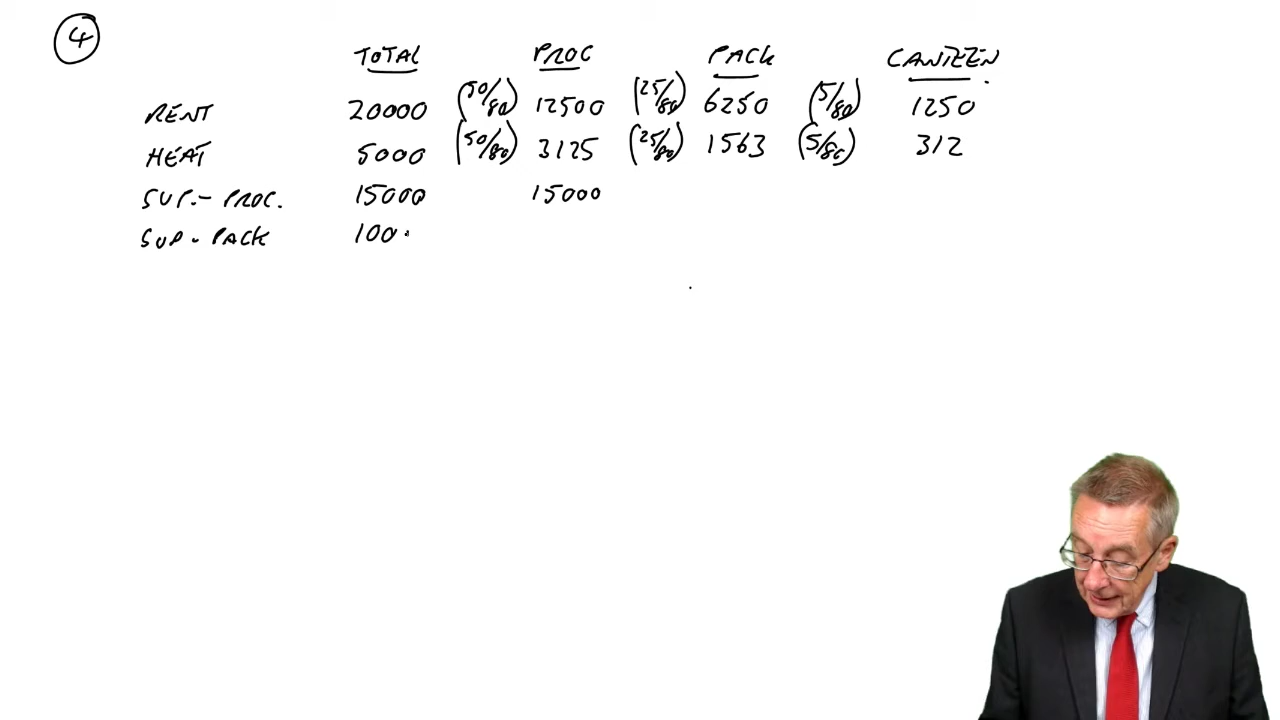 4
TOTAL PROC PACK CANTEEN
RENT 20000 (50/80) 12500 (25/80) 6250 (5/80) 1250
HEAT 5000 (50/80) 3125 (25/80) 1563 (5/80) 312
SUP.- PROC. 15000 15000
SUP - PACK 100